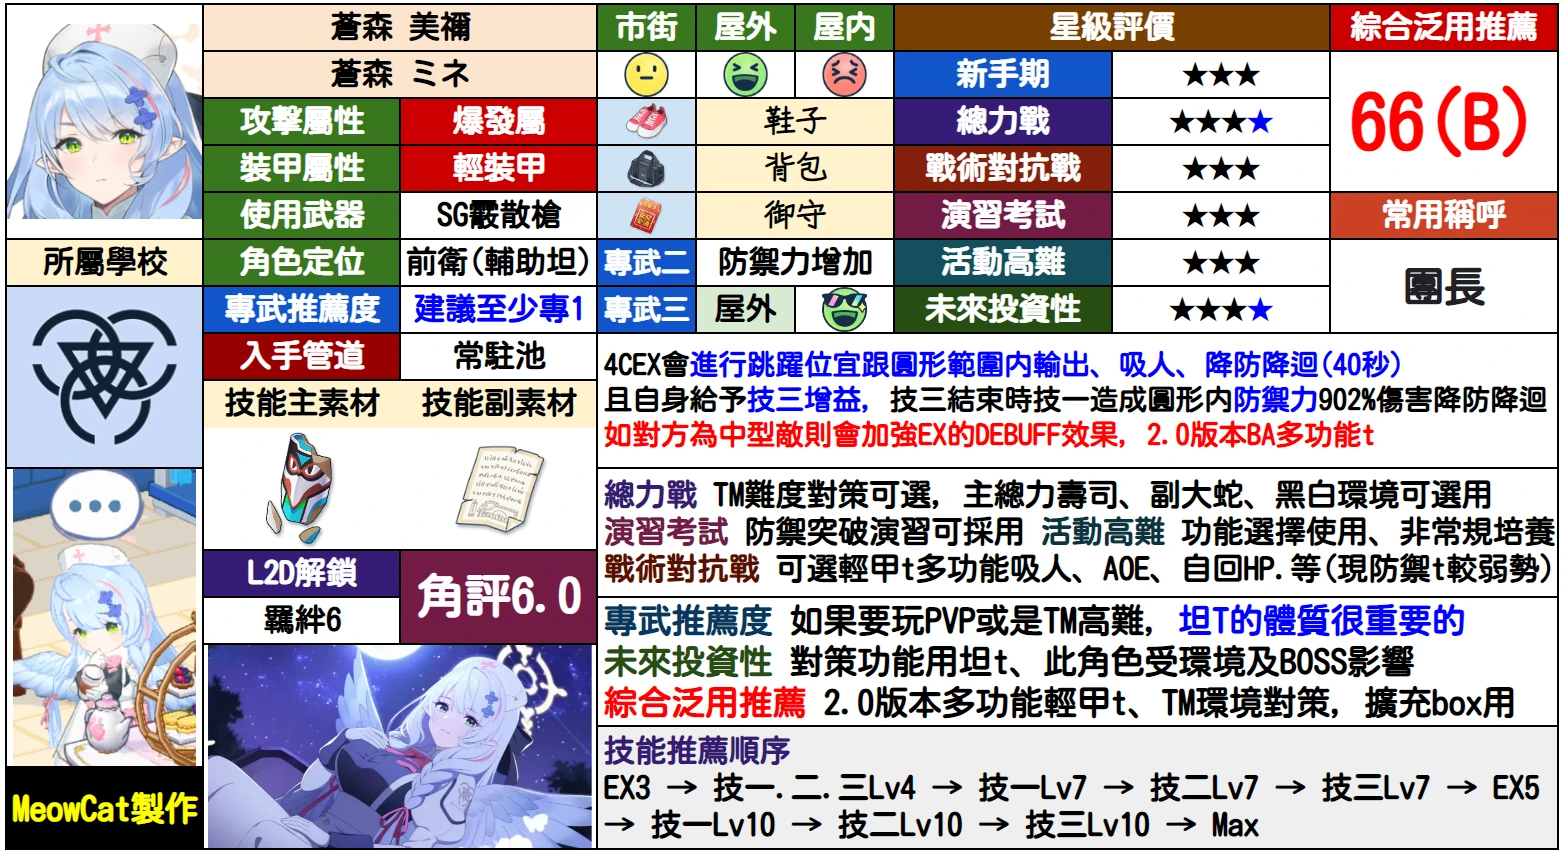 蒼森 美禰
蒼森 ミネ
市街 屋外 屋内
星級評價
綜合泛用推薦
新手期 ★★★
66(B)
攻擊屬性 爆發屬
鞋子
總力戰 ★★★★
裝甲屬性 輕裝甲
背包
戰術對抗戰 ★★★
使用武器 SG霰散槍
御守
演習考試 ★★★
常用稱呼
所屬學校
角色定位 前衛(輔助坦)
專武二 防禦力增加
活動高難 ★★★
團長
專武推薦度 建議至少專1
專武三 屋外
未來投資性 ★★★★
入手管道 常駐池
技能主素材 技能副素材
4CEX會進行跳躍位宜跟圓形範圍内輸出、吸人、降防降迴(40秒)
且自身給予技三增益, 技三結束時技一造成圓形内防禦力902%傷害降防降迴
如對方為中型敵則會加強EX的DEBUFF效果, 2.0版本BA多功能t
總力戰 TM難度對策可選, 主總力壽司、副大蛇、黑白環境可選用
演習考試 防禦突破演習可採用 活動高難 功能選擇使用、非常規培養
戰術對抗戰 可選輕甲t多功能吸人、AOE、自回HP.等(現防禦t較弱勢)
L2D解鎖
羈絆6
角評6.0
專武推薦度 如果要玩PVP或是TM高難, 坦T的體質很重要的
未來投資性 對策功能用坦t、此角色受環境及BOSS影響
綜合泛用推薦 2.0版本多功能輕甲t、TM環境對策, 擴充box用
技能推薦順序
EX3 → 技一.二.三Lv4 → 技一Lv7 → 技二Lv7 → 技三Lv7 → EX5
→ 技一Lv10 → 技二Lv10 → 技三Lv10 → Max
MeowCat製作